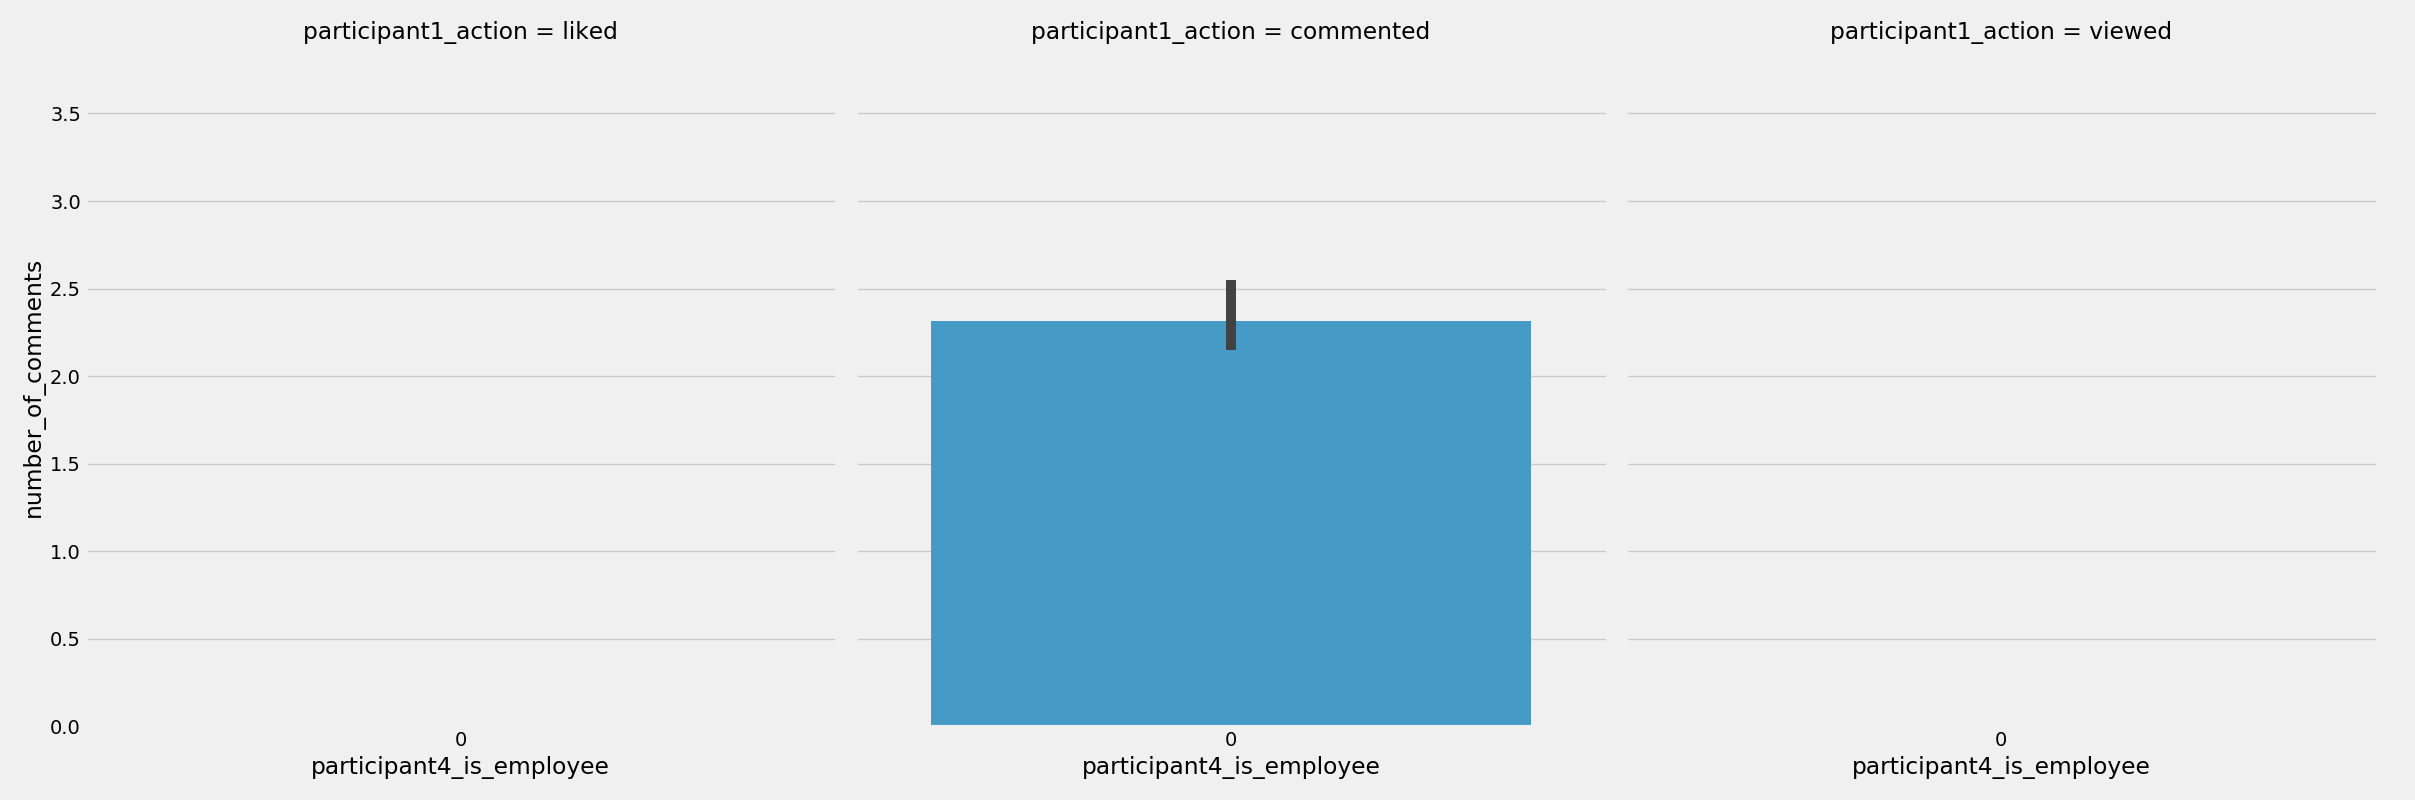 participant1_action = liked
participant1_action = commented
participant1_action = viewed
number_of_comments
3.5
3.0
2.5
2.0
1.5
1.0
0.5
0.0
0
0
0
participant4_is_employee
participant4_is_employee
participant4_is_employee